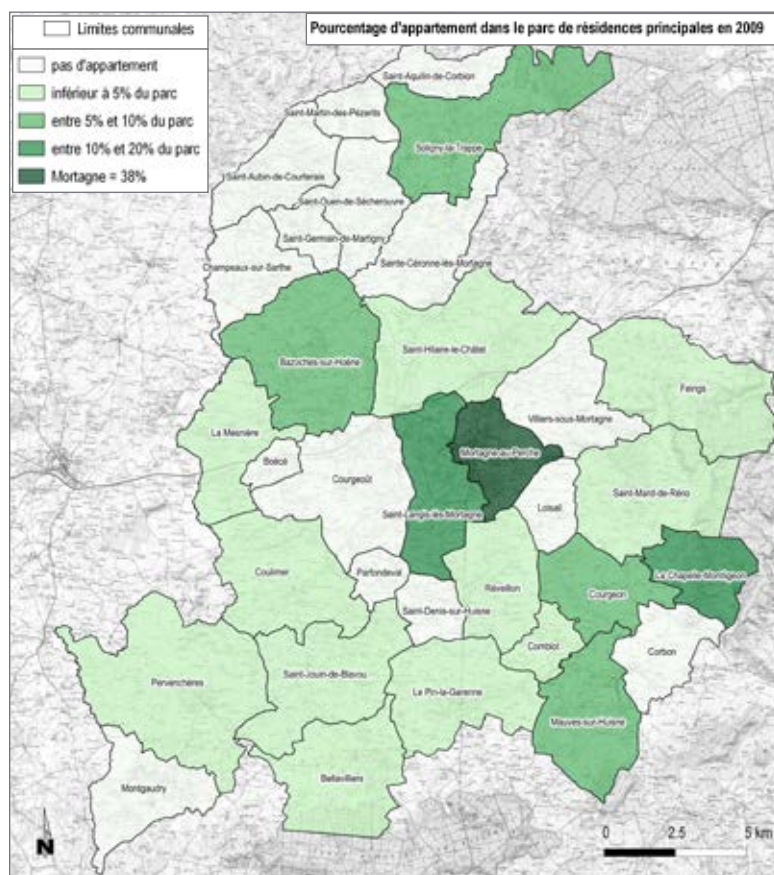 Limites communales
Pourcentage d'appartement dans le parc de résidences principales en 2009
pas d'appartement
inférieur à 5% du parc
entre 5% et 10% du parc
entre 10% et 20% du parc
Mortagne = 38%
Saint-Aquilin-de-Corbion
Saint-Martin-des-Pézerits
Soligny-la-Trappe
Saint-Aubin-de-Courteraie
Saint-Ouen-de-Sécherouvre
Saint-Germain-de-Martigny
Champeaux-sur-Sarthe
Sainte-Céronne-lès-Mortagne
Saint-Hilaire-le-Châtel
Bazoches-sur-Hoëne
Feings
Villiers-sous-Mortagne
La Mesnière
Mortagne-au-Perche
Boëcé
Courgeoût
Saint-Mard-de-Réno
Loisail
Saint-Langis-lès-Mortagne
Coulimer
Parfondeval
Réveillon
Courgeon
La Chapelle-Montligeon
Saint-Denis-sur-Huisne
Comblot
Corbon
Pervenchères
Saint-Jouin-de-Blavou
Le Pin-la-Garenne
Mauves-sur-Huisne
Bellavilliers
Montgaudry
N
0 2.5 5 km